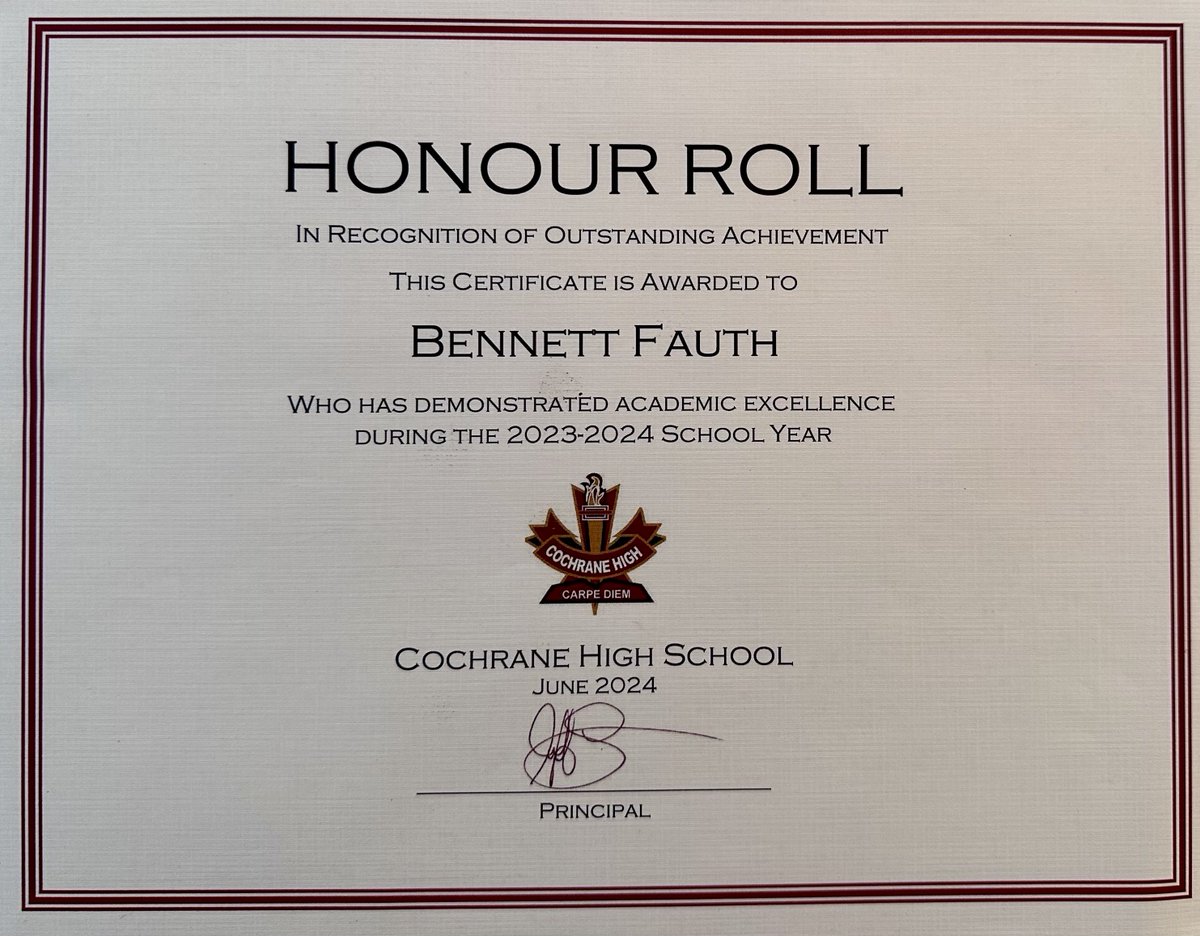 HONOUR ROLL
IN RECOGNITION OF OUTSTANDING ACHIEVEMENT
THIS CERTIFICATE IS AWARDED TO
BENNETT FAUTH
WHO HAS DEMONSTRATED ACADEMIC EXCELLENCE
DURING THE 2023-2024 SCHOOL YEAR
COCHRANE HIGH
CARPE DIEM
COCHRANE HIGH SCHOOL
JUNE 2024
PRINCIPAL